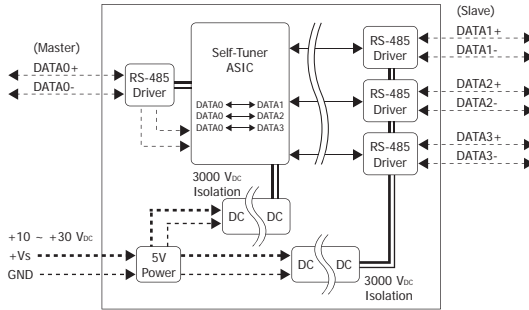 (Master)
DATA0+
DATA0-
RS-485
Driver
Self-Tuner
ASIC
DATA0 DATA1
DATA0 DATA2
DATA0 DATA3
RS-485
Driver
RS-485
Driver
RS-485
Driver
(Slave)
DATA1+
DATA1-
DATA2+
DATA2-
DATA3+
DATA3-
3000 VDC
Isolation
DC DC
+10 ~ +30 VDC
+Vs
GND
5V
Power
DC DC
3000 VDC
Isolation